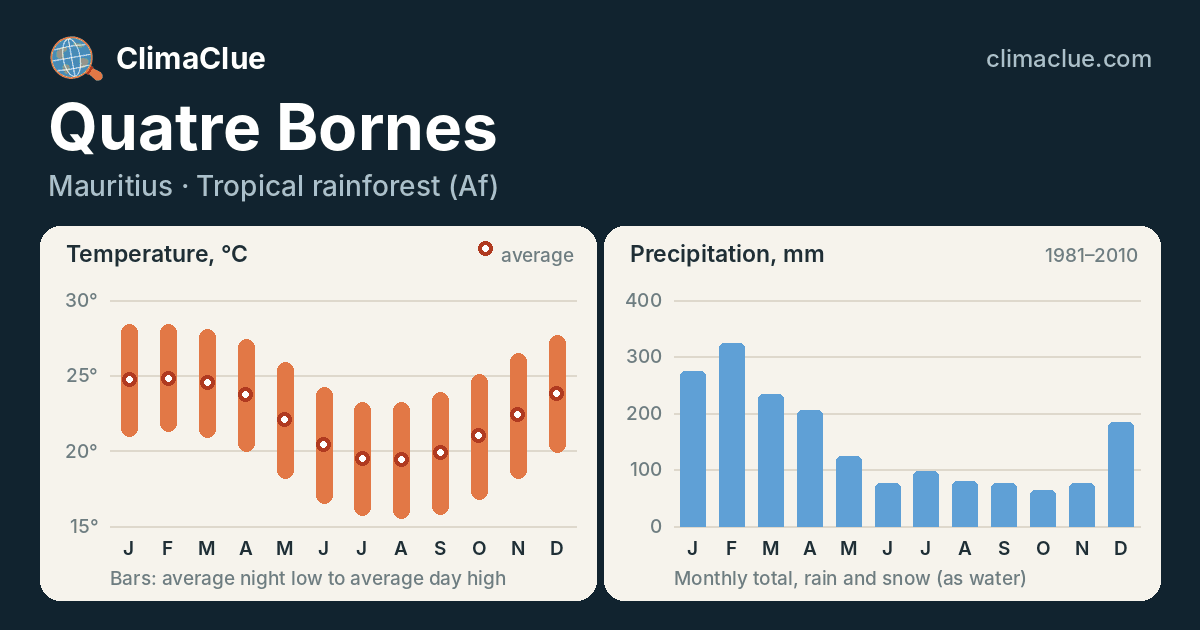 ClimaClue
climaclue.com
Quatre Bornes
Mauritius · Tropical rainforest (Af)
Temperature, °C
average
30°
25°
20°
15°
J F M A M J J A S O N D
Bars: average night low to average day high
Precipitation, mm
1981–2010
400
300
200
100
0
J F M A M J J A S O N D
Monthly total, rain and snow (as water)